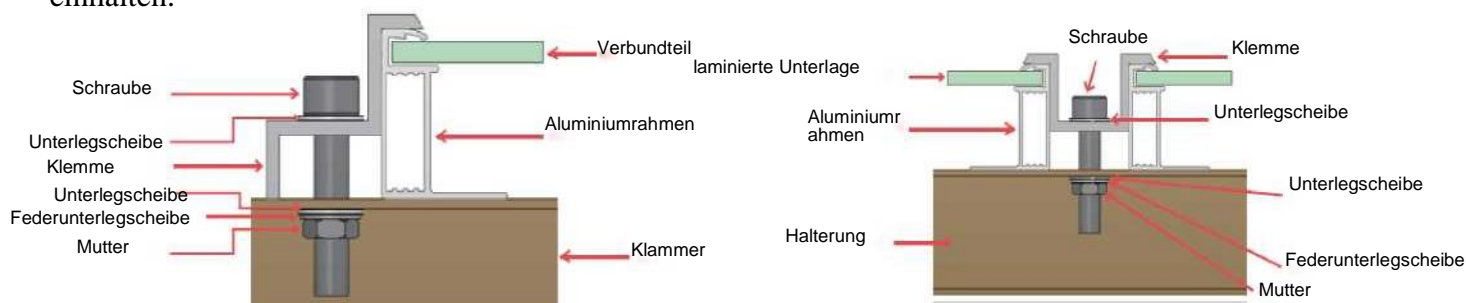 einhalten.
Verbundteil
Schraube
Unterlegscheibe
Klemme
Unterlegscheibe
Federunterlegscheibe
Mutter
Aluminiumrahmen
Klammer
Schraube
Klemme
laminierte Unterlage
Aluminiumr
ahmen
Unterlegscheibe
Unterlegscheibe
Halterung
Federunterlegscheibe
Mutter